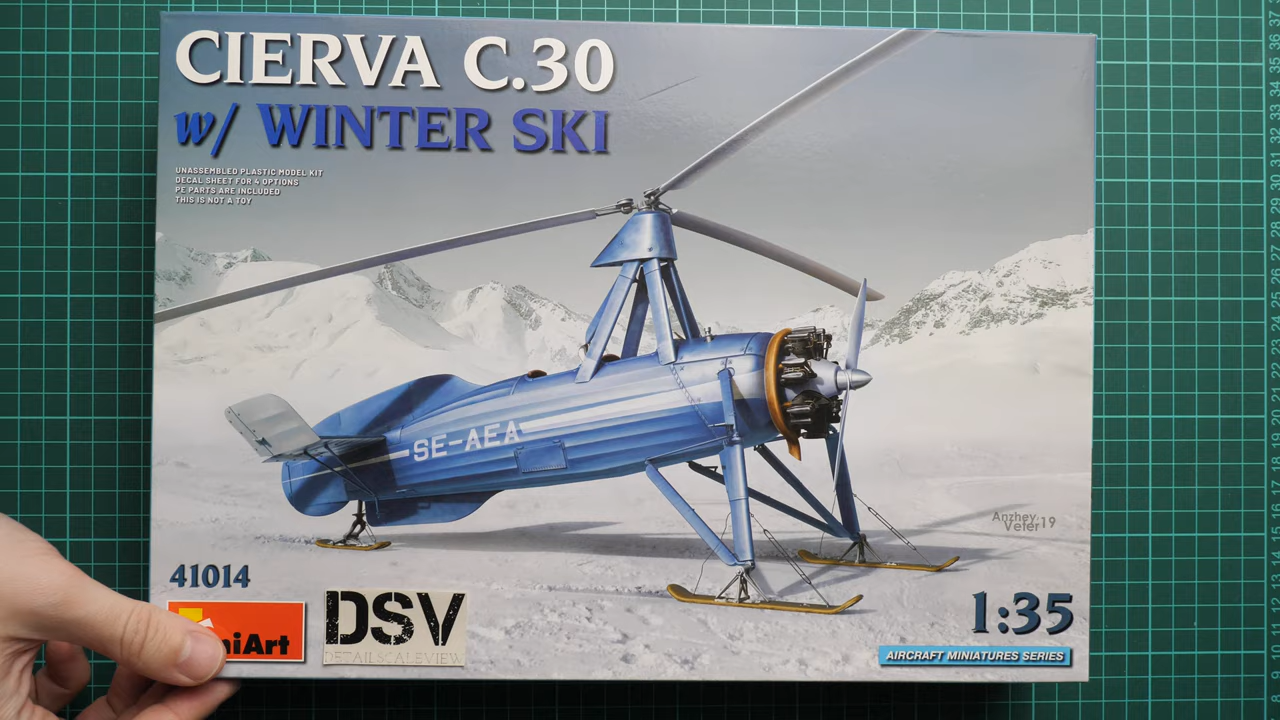 CIERVA C.30
w/ WINTER SKI
UNASSEMBLED PLASTIC MODEL KIT
DECAL SHEET FOR 4 OPTIONS
PE PARTS ARE INCLUDED
THIS IS NOT A TOY
SE-AEA
Anzhey
Veter19
41014
niArt
DSV
DETAILSCALEVIEW
1:35
AIRCRAFT MINIATURES SERIES